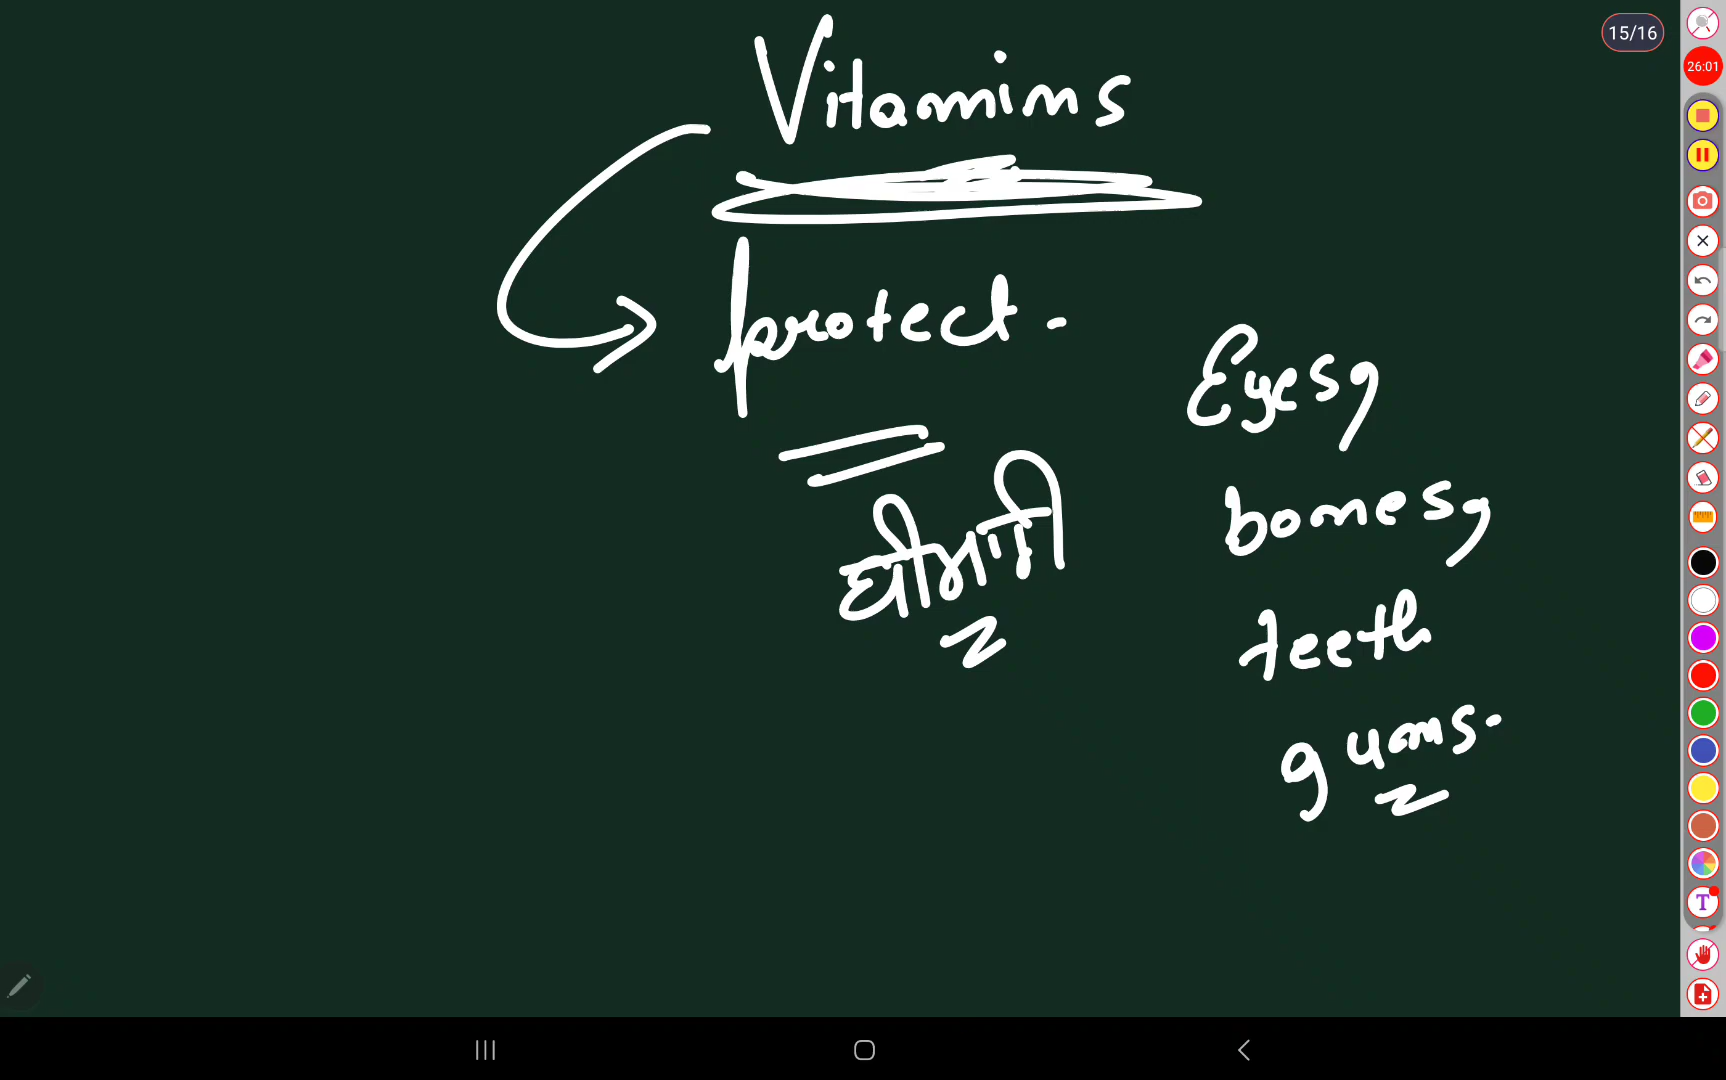 15/16
26:01
Vitamins
protect.
Eyes,
बीमारी
bones,
teeth
gums.
T